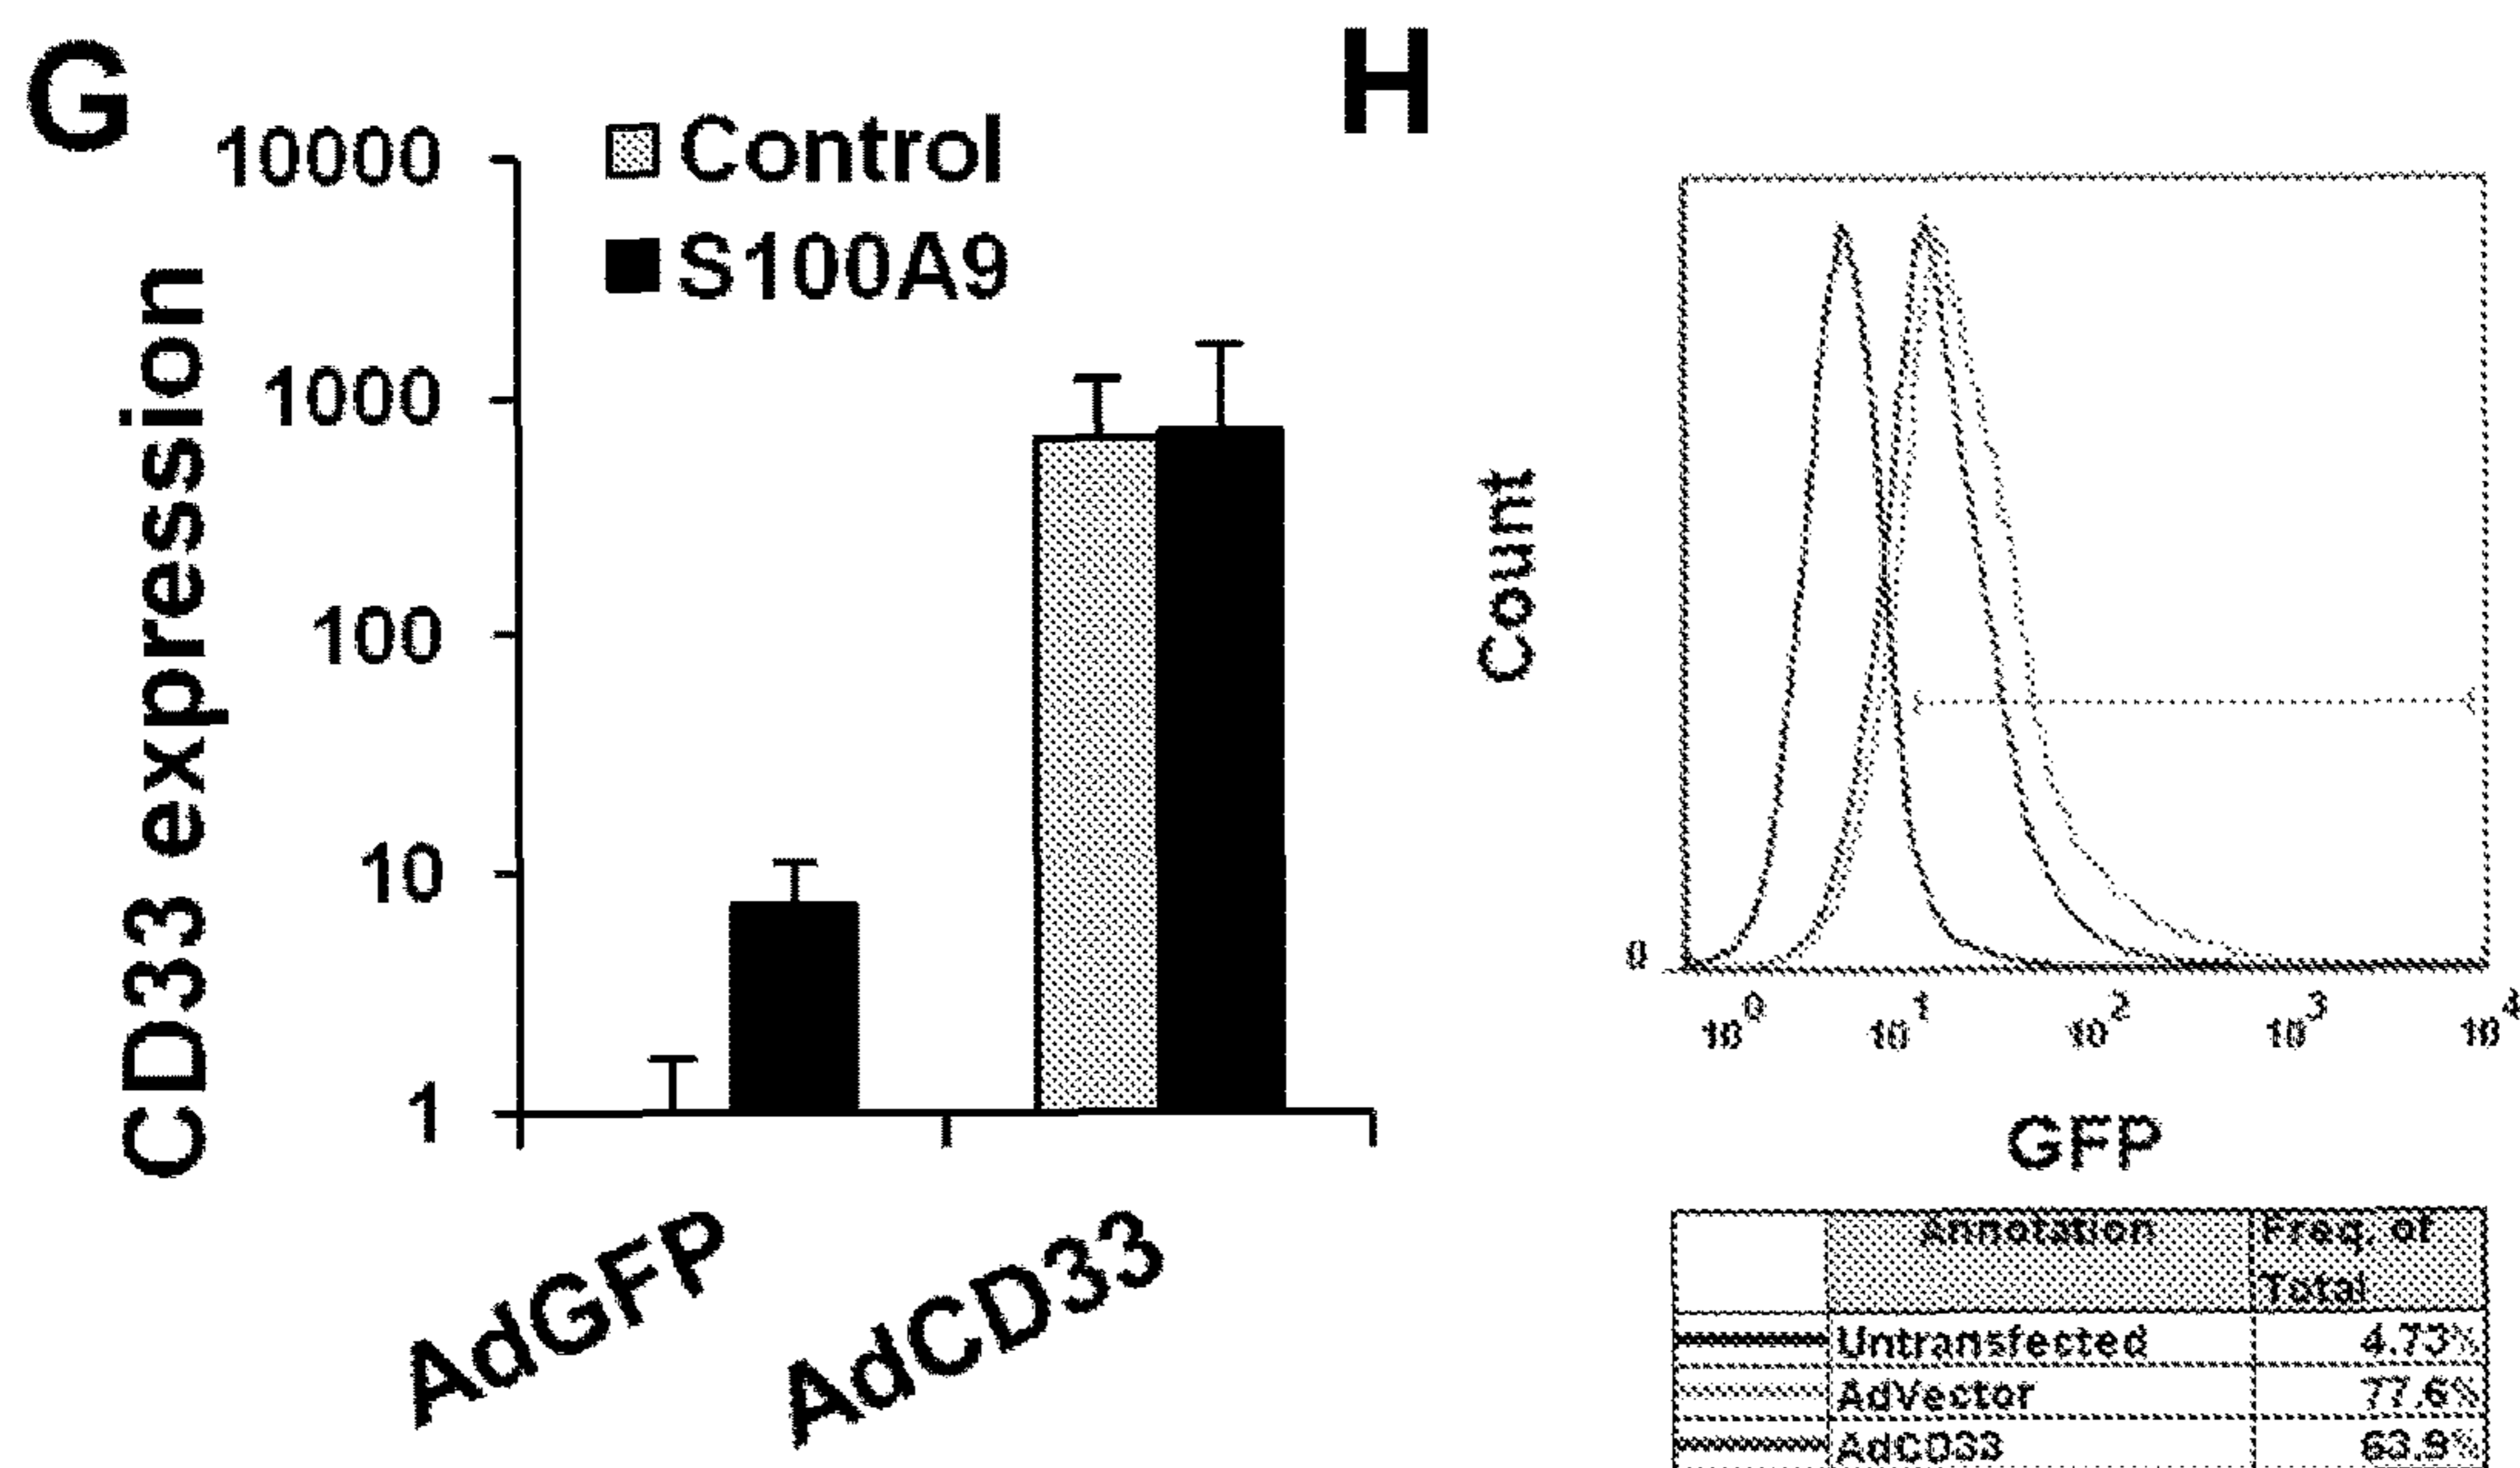 G
10000
1000
100
10
1
CD33 expression
Control
S100A9
AdGFP
AdCD33
H
Count
0
10^0
10^1
10^2
10^3
10^4
GFP
Annotation Freq. of
Total
Untransfected 4.73%
AdVector 77.6%
AdCD33 63.9%